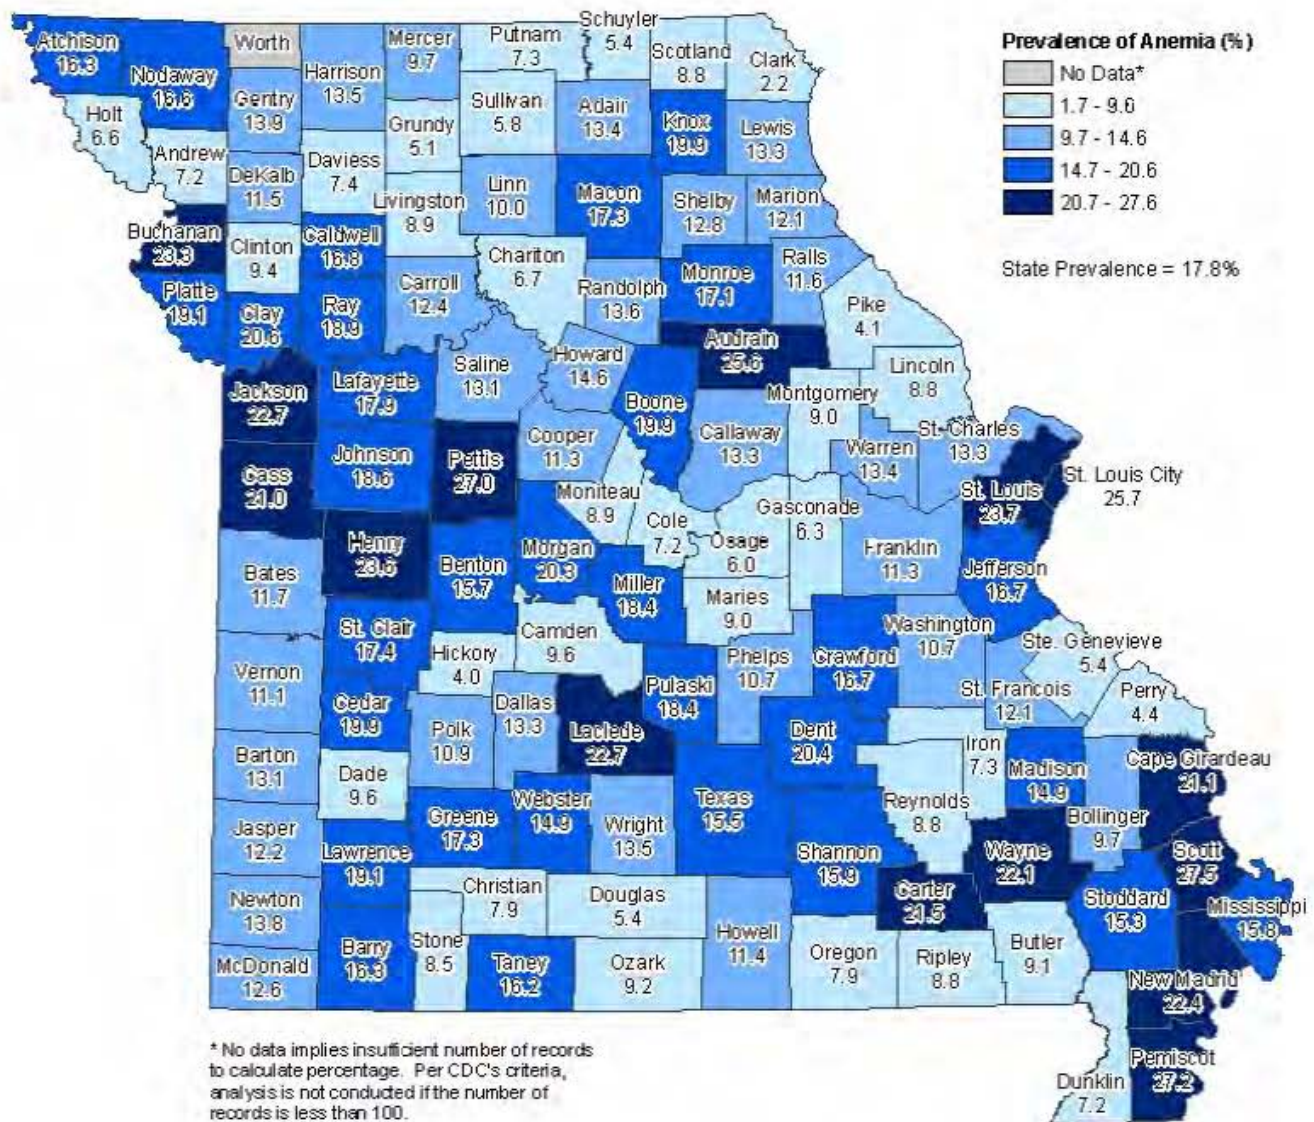 Prevalence of Anemia (%)
No Data*
1.7 - 9.6
9.7 - 14.6
14.7 - 20.6
20.7 - 27.6
State Prevalence = 17.8%
Atchison
16.3
Nodaway
16.6
Worth
Harrison
13.5
Mercer
9.7
Putnam
7.3
Schuyler
5.4
Scotland
8.8
Clark
2.2
Holt
6.6
Gentry
13.9
Grundy
5.1
Sullivan
5.8
Adair
13.4
Knox
19.9
Lewis
13.3
Andrew
7.2
DeKalb
11.5
Daviess
7.4
Livingston
8.9
Linn
10.0
Macon
17.3
Shelby
12.8
Marion
12.1
Buchanan
23.3
Clinton
9.4
Caldwell
16.8
Carroll
12.4
Chariton
6.7
Randolph
13.6
Monroe
17.1
Ralls
11.6
Pike
4.1
Platte
19.1
Clay
20.6
Ray
18.9
Saline
13.1
Howard
14.6
Audrain
25.6
Lincoln
8.8
Jackson
22.7
Lafayette
17.9
Boone
19.9
Montgomery
9.0
Callaway
13.3
Warren
13.4
St. Charles
13.3
St. Louis City
25.7
St. Louis
23.7
Cass
21.0
Johnson
18.6
Pettis
27.0
Cooper
11.3
Moniteau
8.9
Cole
7.2
Osage
6.0
Gasconade
6.3
Franklin
11.3
Jefferson
16.7
Bates
11.7
Henry
23.6
Benton
15.7
Morgan
20.3
Miller
18.4
Maries
9.0
Vernon
11.1
St. Clair
17.4
Hickory
4.0
Camden
9.6
Pulaski
18.4
Phelps
10.7
Crawford
16.7
Washington
10.7
Ste. Genevieve
5.4
St. Francois
12.1
Perry
4.4
Cedar
19.9
Polk
10.9
Dallas
13.3
Laclede
22.7
Dent
20.4
Iron
7.3
Madison
14.9
Cape Girardeau
21.1
Barton
13.1
Dade
9.6
Greene
17.3
Webster
14.9
Wright
13.5
Texas
15.5
Reynolds
8.8
Bollinger
9.7
Jasper
12.2
Lawrence
19.1
Shannon
15.9
Wayne
22.1
Scott
27.5
Newton
13.8
Christian
7.9
Douglas
5.4
Carter
21.5
Stoddard
15.3
Mississippi
15.8
McDonald
12.6
Barry
16.3
Stone
8.5
Taney
16.2
Ozark
9.2
Howell
11.4
Oregon
7.9
Ripley
8.8
Butler
9.1
New Madrid
22.4
Pemiscot
27.2
Dunklin
7.2
* No data implies insufficient number of records
to calculate percentage. Per CDC's criteria,
analysis is not conducted if the number of
records is less than 100.